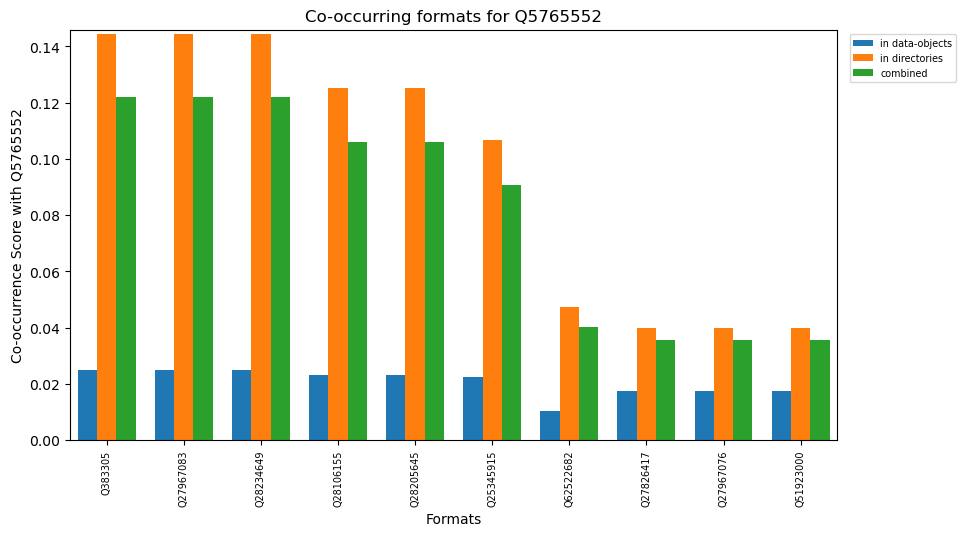 Co-occurring formats for Q5765552
in data-objects
in directories
combined
Co-occurrence Score with Q5765552
0.14
0.12
0.10
0.08
0.06
0.04
0.02
0.00
Q383305
Q27967083
Q28234649
Q28106155
Q28205645
Q25345915
Q62522682
Q27826417
Q27967076
Q51923000
Formats